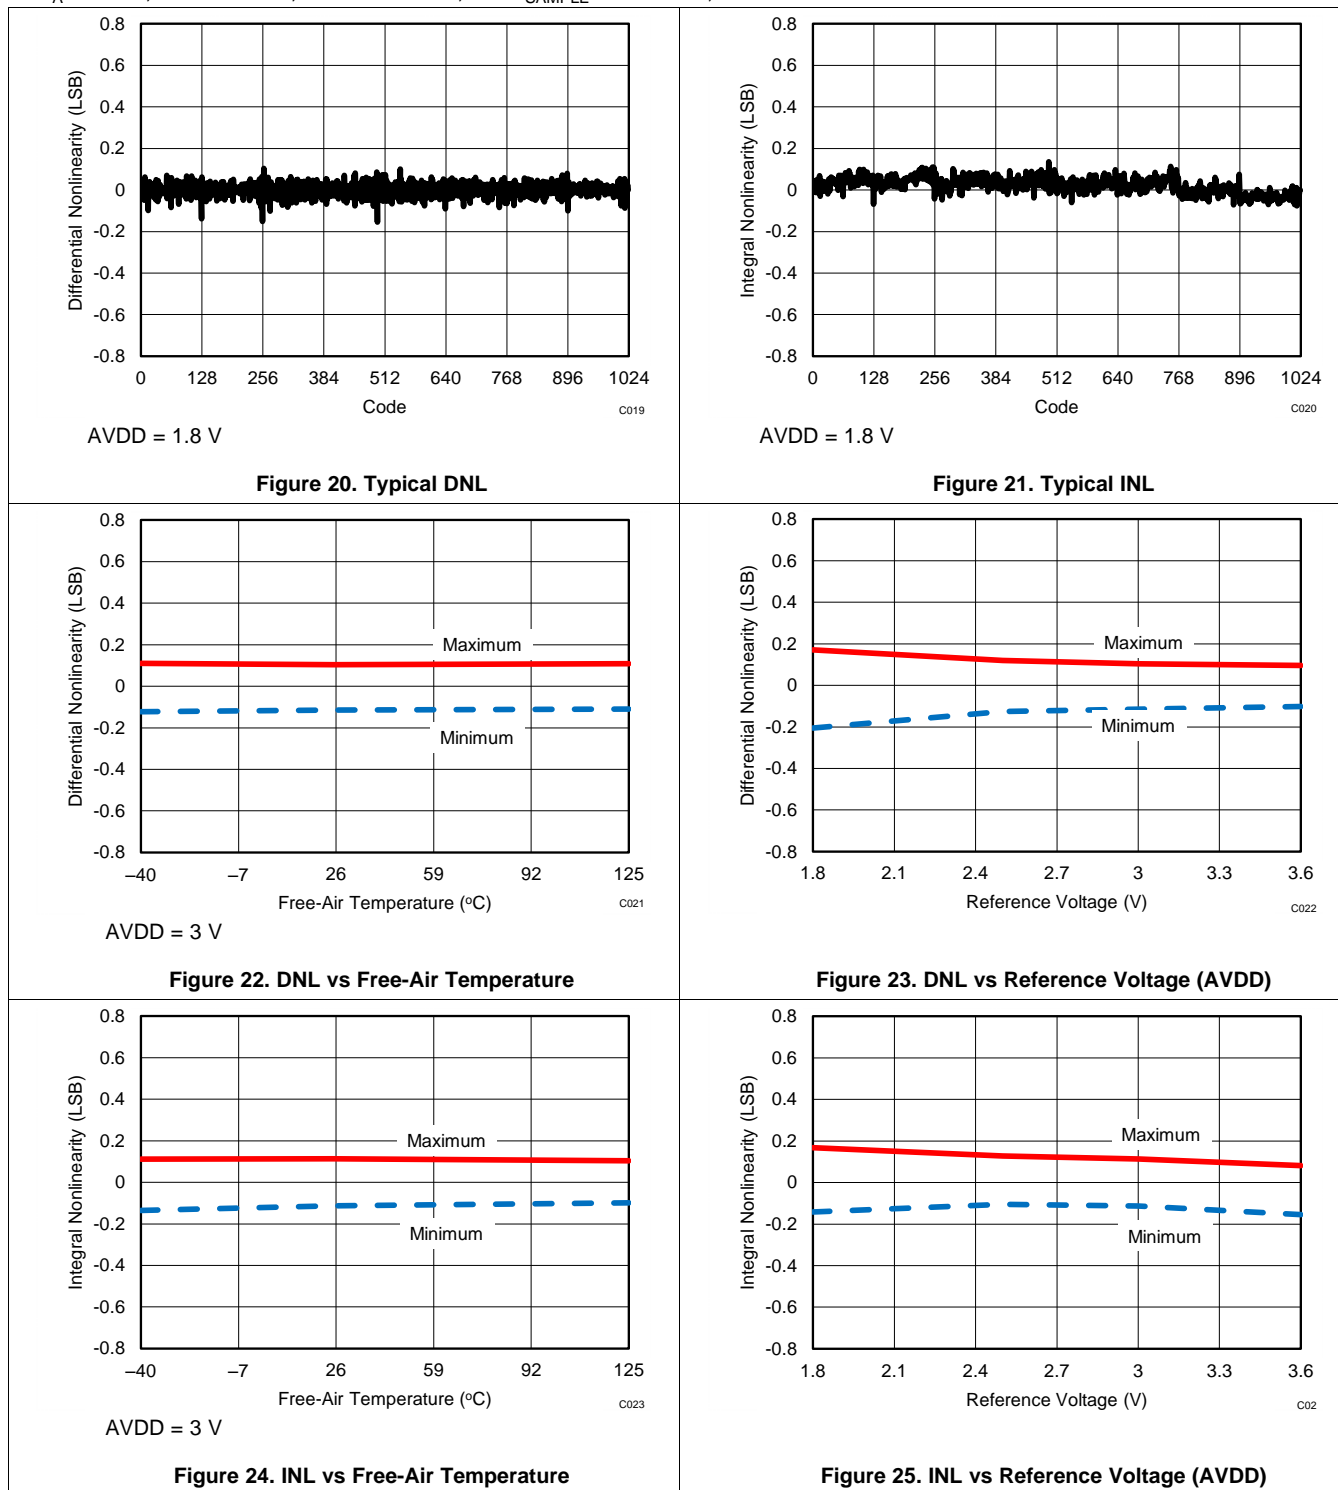 A
SAMPLE
0.8
0.6
0.4
0.2
0
-0.2
-0.4
-0.6
-0.8
Differential Nonlinearity (LSB)
0 128 256 384 512 640 768 896 1024
Code
C019
AVDD = 1.8 V
Figure 20. Typical DNL
0.8
0.6
0.4
0.2
0
-0.2
-0.4
-0.6
-0.8
Integral Nonlinearity (LSB)
0 128 256 384 512 640 768 896 1024
Code
C020
AVDD = 1.8 V
Figure 21. Typical INL
0.8
0.6
0.4
0.2
0
-0.2
-0.4
-0.6
-0.8
Differential Nonlinearity (LSB)
Maximum
Minimum
–40 –7 26 59 92 125
Free-Air Temperature (°C)
C021
AVDD = 3 V
Figure 22. DNL vs Free-Air Temperature
0.8
0.6
0.4
0.2
0
-0.2
-0.4
-0.6
-0.8
Differential Nonlinearity (LSB)
Maximum
Minimum
1.8 2.1 2.4 2.7 3 3.3 3.6
Reference Voltage (V)
C022
Figure 23. DNL vs Reference Voltage (AVDD)
0.8
0.6
0.4
0.2
0
-0.2
-0.4
-0.6
-0.8
Integral Nonlinearity (LSB)
Maximum
Minimum
–40 –7 26 59 92 125
Free-Air Temperature (°C)
C023
AVDD = 3 V
Figure 24. INL vs Free-Air Temperature
0.8
0.6
0.4
0.2
0
-0.2
-0.4
-0.6
-0.8
Integral Nonlinearity (LSB)
Maximum
Minimum
1.8 2.1 2.4 2.7 3 3.3 3.6
Reference Voltage (V)
C02
Figure 25. INL vs Reference Voltage (AVDD)